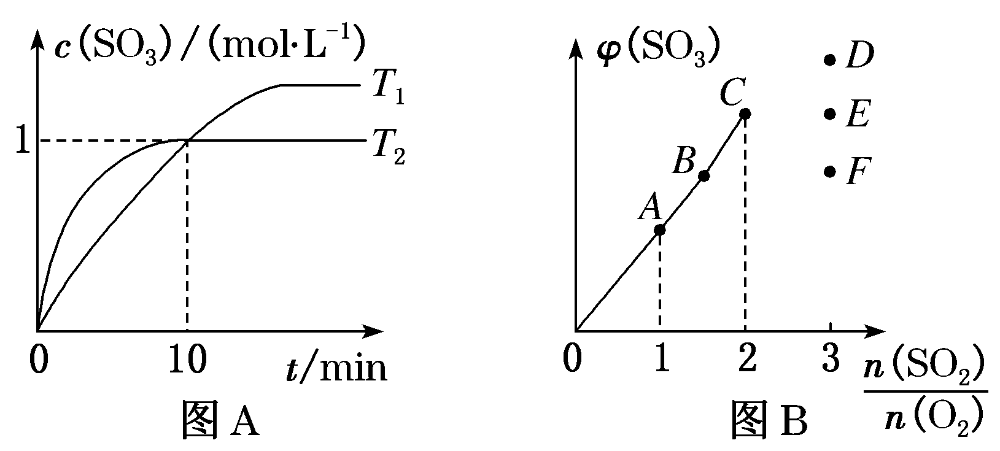 c(SO₃)/(mol·L⁻¹)
T₁
1
T₂
0
10
t/min
图 A
φ(SO₃)
D
C
E
B
F
A
0
1
2
3
n(SO₂)
n(O₂)
图 B